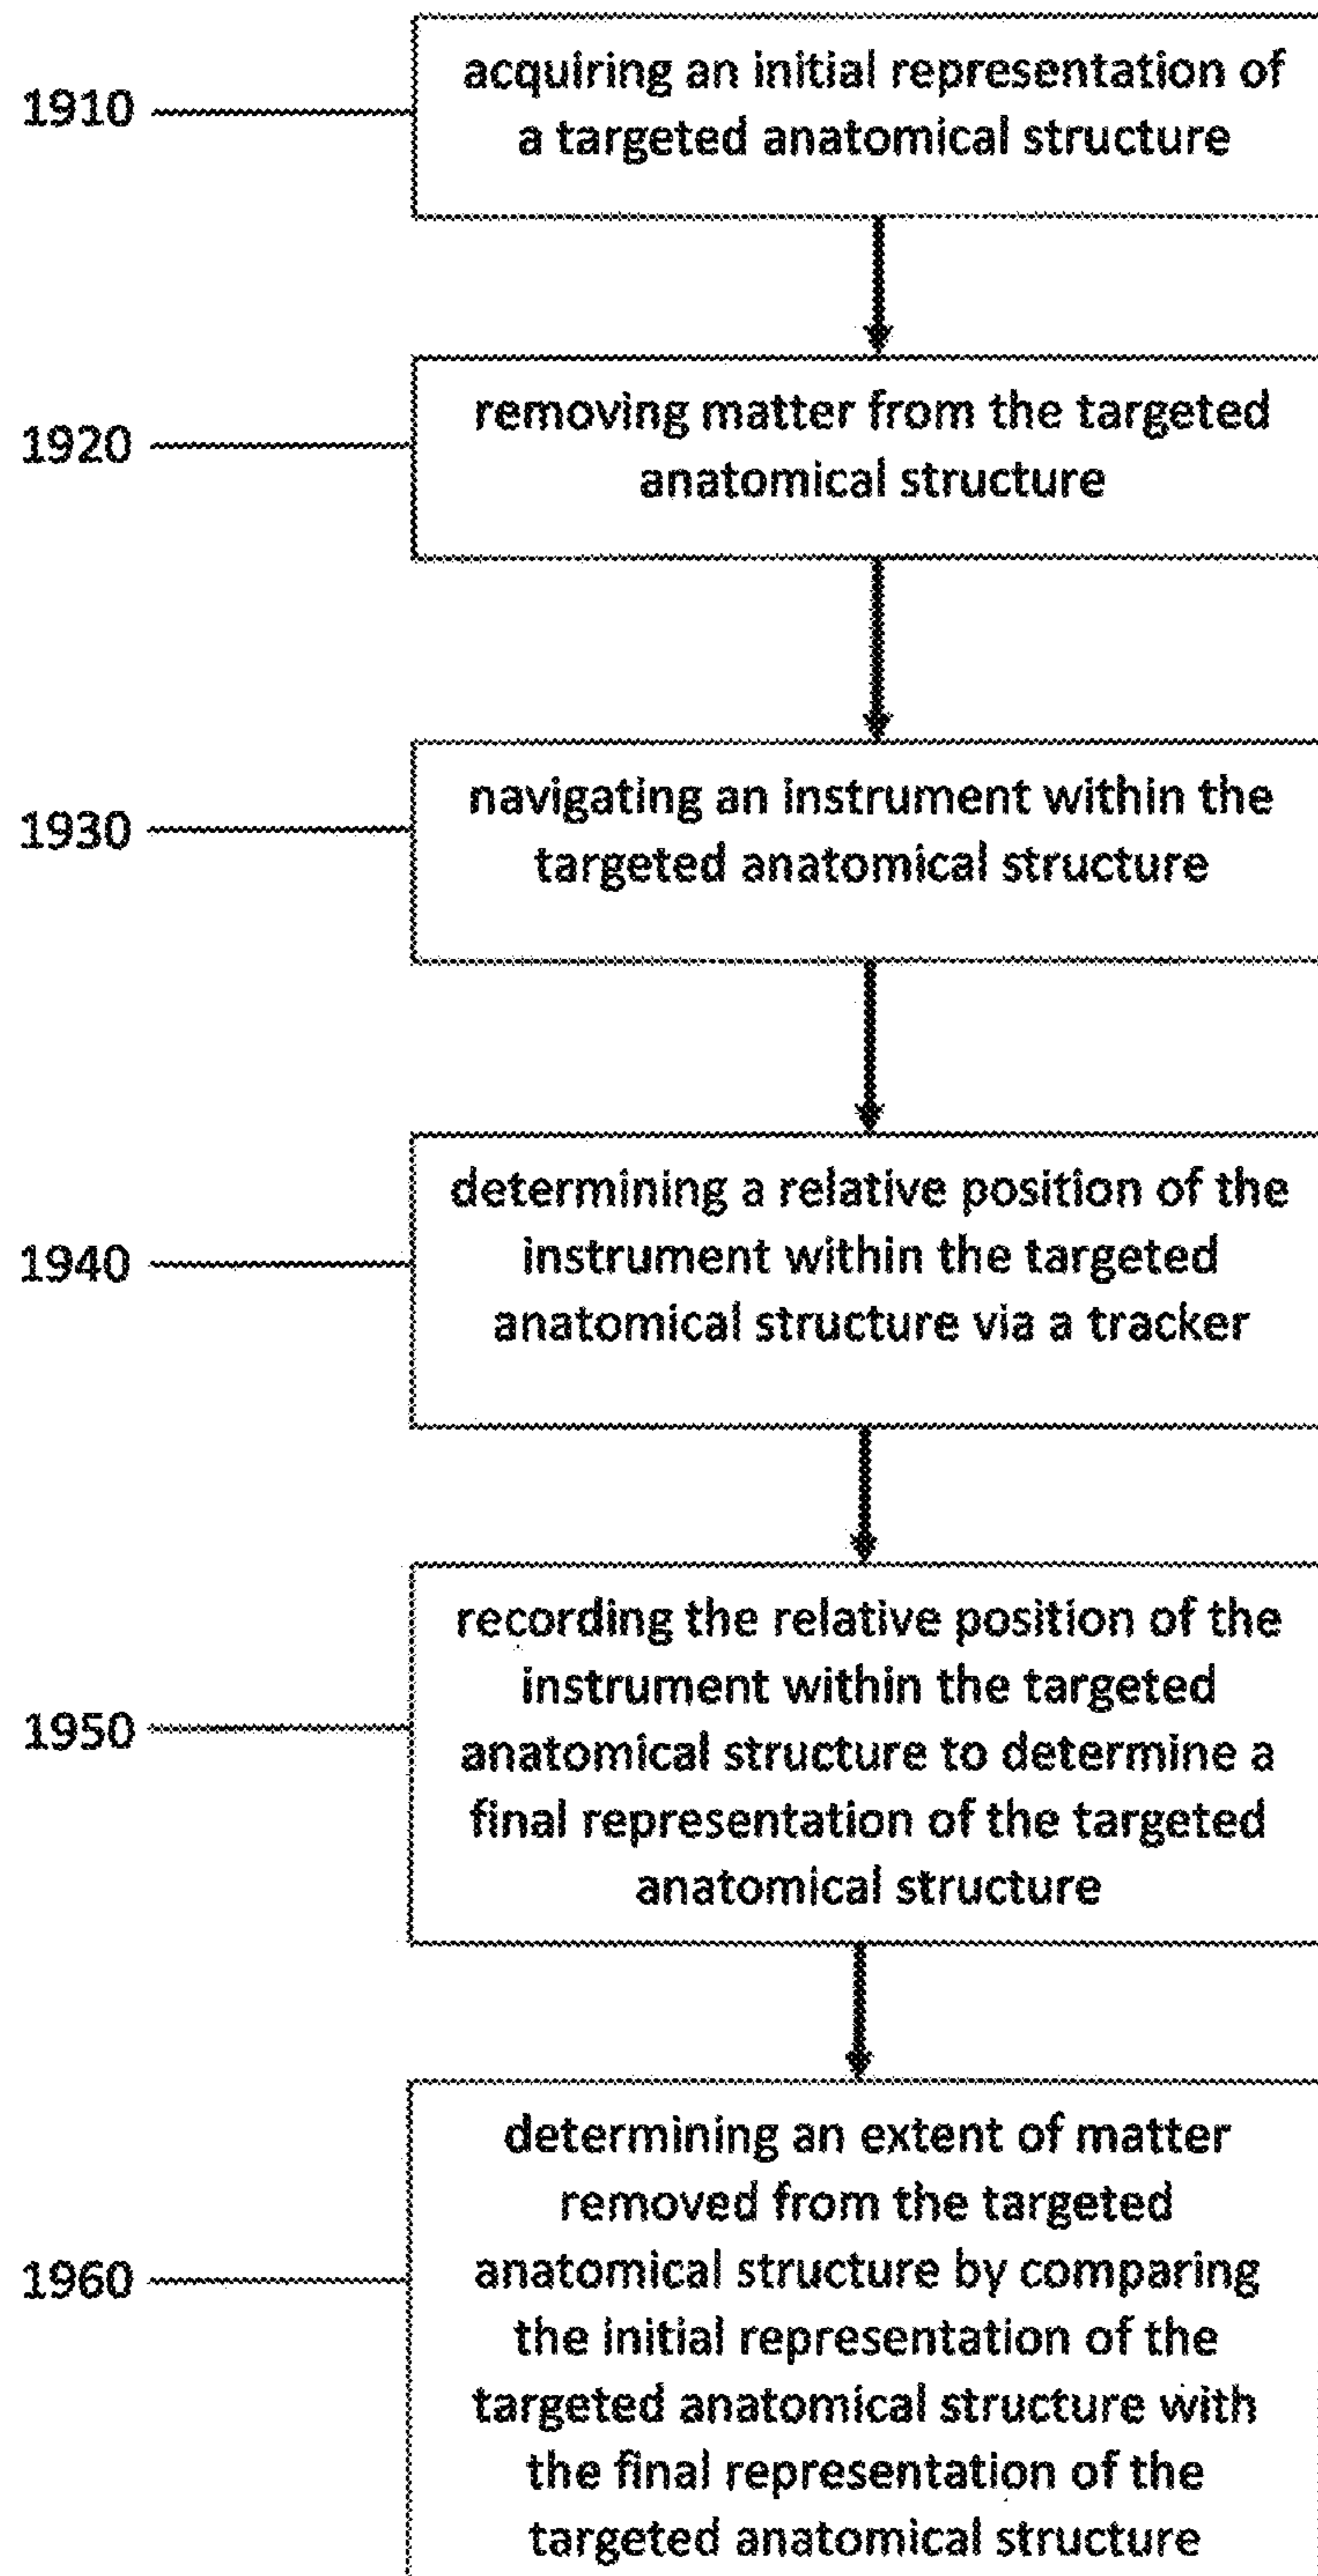 1910
acquiring an initial representation of
a targeted anatomical structure
1920
removing matter from the targeted
anatomical structure
1930
navigating an instrument within the
targeted anatomical structure
1940
determining a relative position of the
instrument within the targeted
anatomical structure via a tracker
1950
recording the relative position of the
instrument within the targeted
anatomical structure to determine a
final representation of the targeted
anatomical structure
1960
determining an extent of matter
removed from the targeted
anatomical structure by comparing
the initial representation of the
targeted anatomical structure with
the final representation of the
targeted anatomical structure